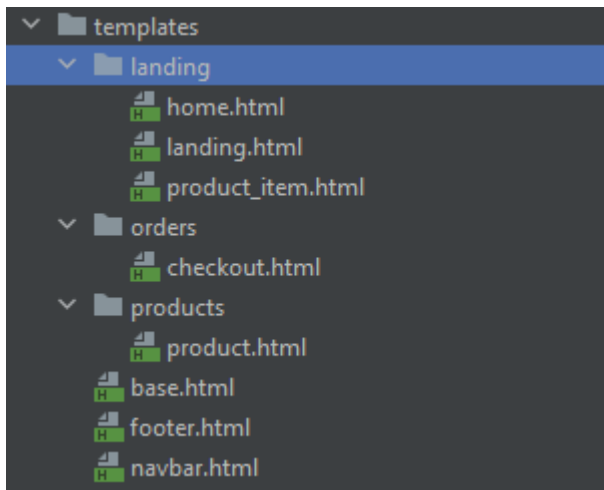 templates
landing
H home.html
H landing.html
H product_item.html
orders
H checkout.html
products
H product.html
H base.html
H footer.html
H navbar.html